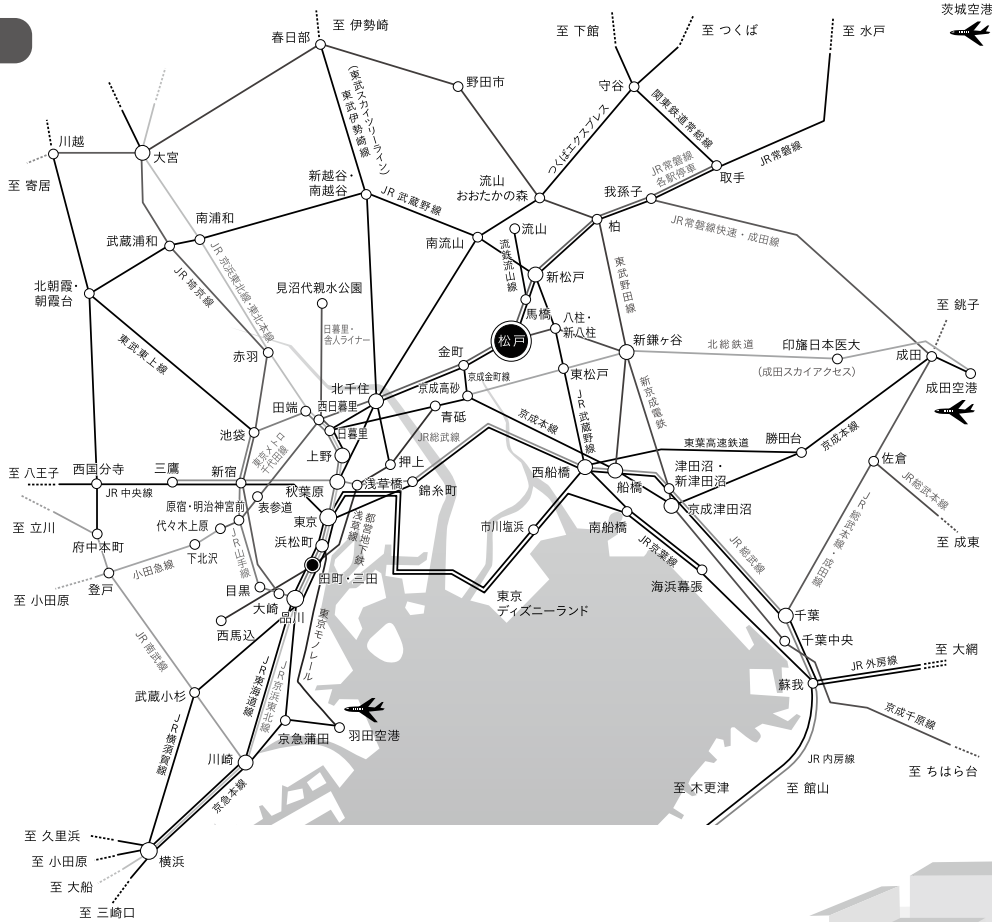 茨城空港
至 伊勢崎
至 下館
至 つくば
至 水戸
春日部
野田市
守谷
(東武スカイツリーライン)
東武伊勢崎線
つくばエクスプレス
関東鉄道常総線
JR常磐線
JR常磐線
各駅停車
取手
川越
大宮
至 寄居
新越谷・
南越谷
JR 武蔵野線
流山
おおたかの森
我孫子
柏
JR常磐線快速・成田線
南浦和
武蔵浦和
JR 京浜東北線・東北本線
JR 埼京線
南流山
流山
流鉄流山線
新松戸
東武野田線
北朝霞・
朝霞台
見沼代親水公園
日暮里・
舎人ライナー
馬橋
八柱・
新八柱
松戸
新鎌ヶ谷
北総鉄道
印旛日本医大
(成田スカイアクセス)
至 銚子
成田
成田空港
東武東上線
赤羽
金町
京成金町線
東松戸
北千住
京成高砂
田端
西日暮里
日暮里
青砥
JR総武線
京成本線
JR 武蔵野線
新京成電鉄
東葉高速鉄道
勝田台
京成本線
池袋
東京メトロ
千代田線
上野
押上
西船橋
船橋
津田沼・
新津田沼
佐倉
至 八王子
西国分寺
三鷹
新宿
JR 中央線
秋葉原
浅草橋
錦糸町
京成津田沼
JR総武本線
原宿・明治神宮前
表参道
東京
代々木上原
浜松町
都営地下鉄
浅草線
市川塩浜
南船橋
JR 総武本線・成田線
至 立川
府中本町
下北沢
小田急線
JR 山手線
田町・三田
JR京葉線
JR 総武線
至 成東
登戸
至 小田原
目黒
大崎
品川
海浜幕張
東京
ディズニーランド
西馬込
JR 南武線
東京モノレール
千葉
千葉中央
JR 外房線
至 大網
武蔵小杉
JR東海道線
JR京浜東北線
蘇我
京成千原線
JR 横須賀線
京急蒲田
羽田空港
川崎
京急本線
JR 内房線
至 ちはら台
至 木更津
至 館山
至 久里浜
至 小田原
横浜
至 大船
至 三崎口